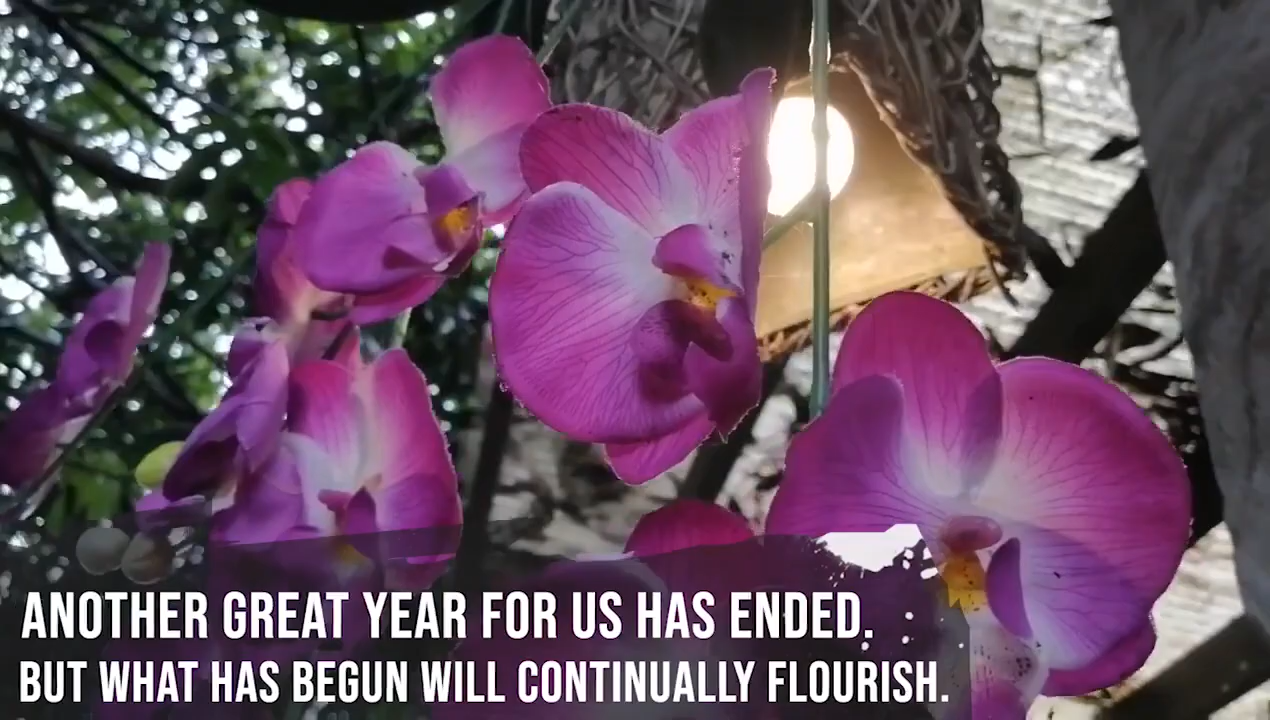 ANOTHER GREAT YEAR FOR US HAS ENDED.
BUT WHAT HAS BEGUN WILL CONTINUALLY FLOURISH.